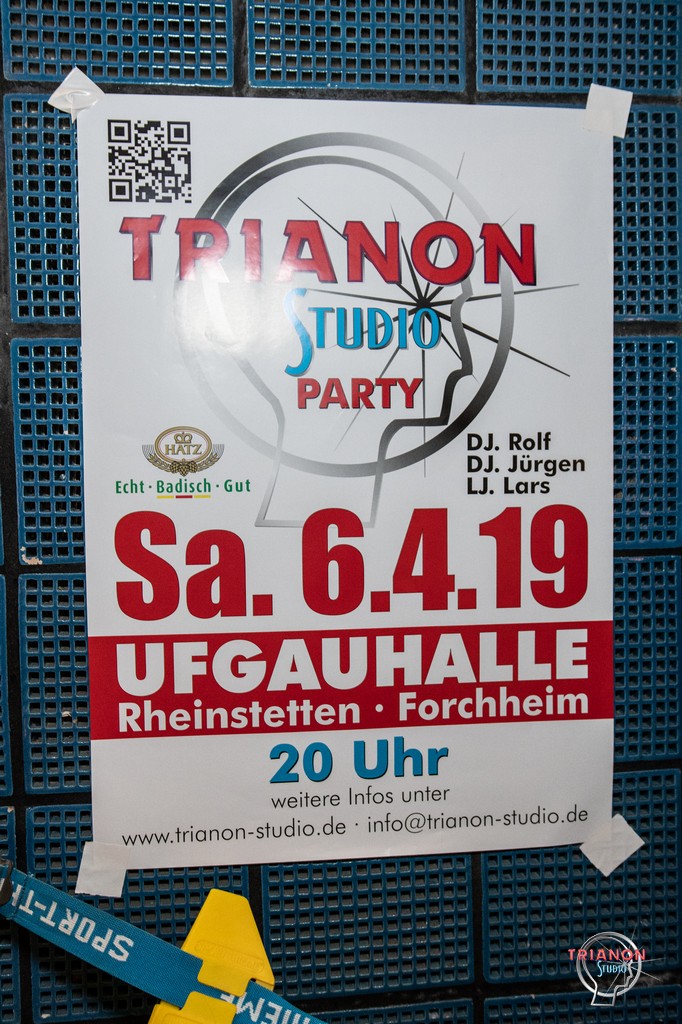 TRIANON
STUDIO
PARTY
HATZ
Echt · Badisch · Gut
DJ. Rolf
DJ. Jürgen
LJ. Lars
Sa. 6.4.19
UFGAUHALLE
Rheinstetten · Forchheim
20 Uhr
weitere Infos unter
www.trianon-studio.de · info@trianon-studio.de
SPORT-THIEME
TRIANON
STUDIO